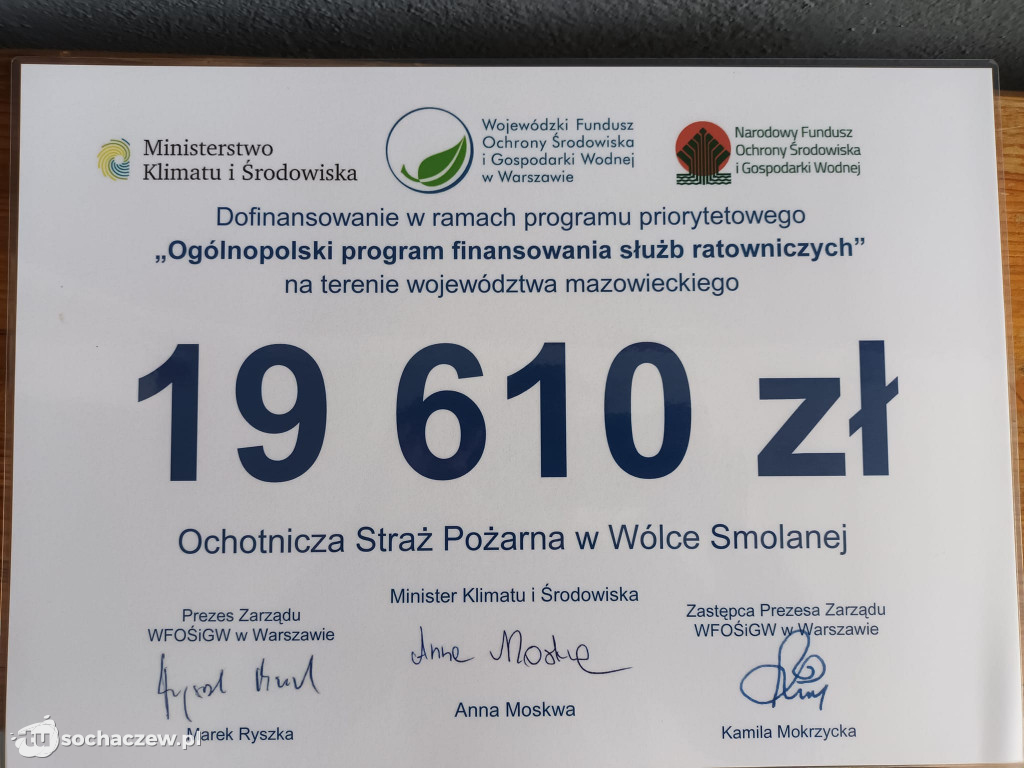 Ministerstwo
Klimatu i Środowiska
Wojewódzki Fundusz
Ochrony Środowiska
i Gospodarki Wodnej
w Warszawie
Narodowy Fundusz
Ochrony Środowiska
i Gospodarki Wodnej
Dofinansowanie w ramach programu priorytetowego
„Ogólnopolski program finansowania służb ratowniczych”
na terenie województwa mazowieckiego
19 610 zł
Ochotnicza Straż Pożarna w Wólce Smolanej
Prezes Zarządu
WFOŚiGW w Warszawie
Marek Ryszka
Minister Klimatu i Środowiska
Anna Moskwa
Anna Moskwa
Zastępca Prezesa Zarządu
WFOŚiGW w Warszawie
Kamila Mokrzycka
tu sochaczew.pl